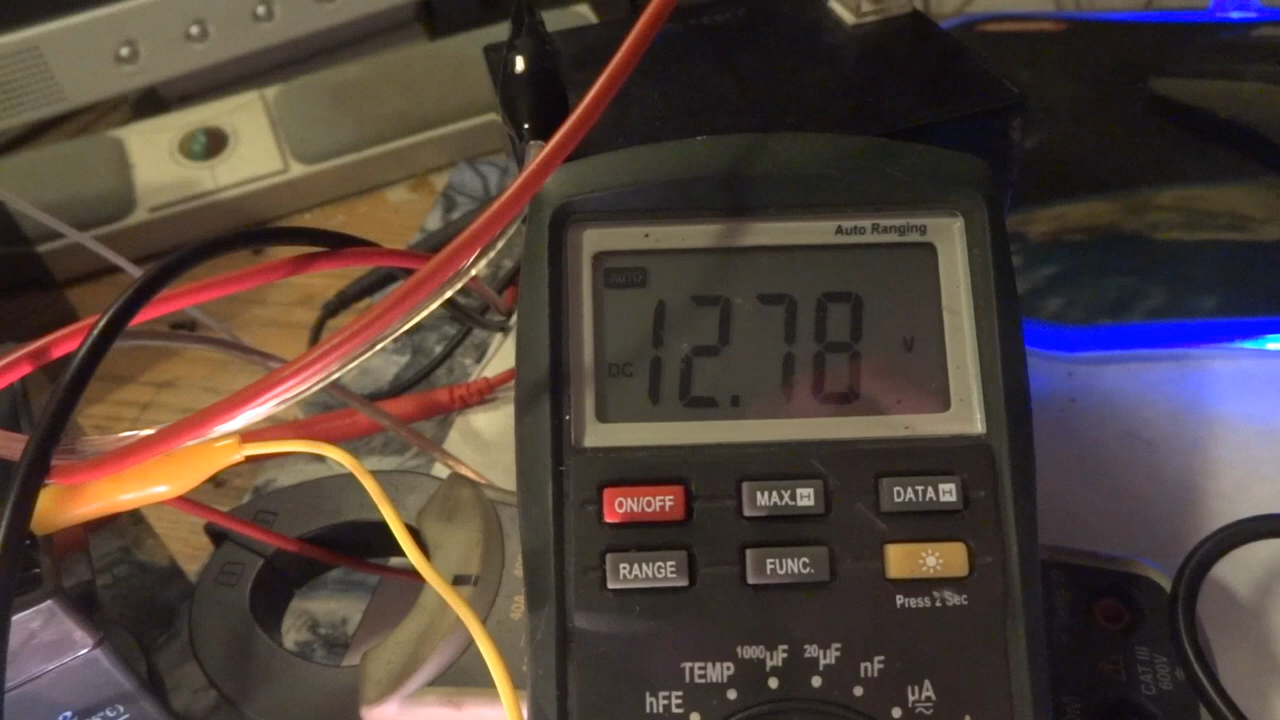 Auto Ranging
AUTO
DC 12.78 V
ON/OFF MAX.H DATA H
RANGE FUNC.
Press 2 Sec
hFE TEMP 1000µF 20µF nF µA
40A
CAT III
600V